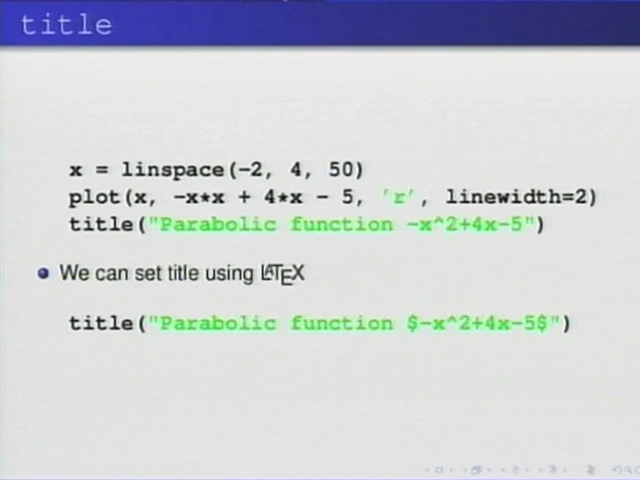 title
x = linspace(-2, 4, 50)
plot(x, -x*x + 4*x - 5, 'r', linewidth=2)
title("Parabolic function -x^2+4x-5")
We can set title using LATEX
title("Parabolic function $-x^2+4x-5$")